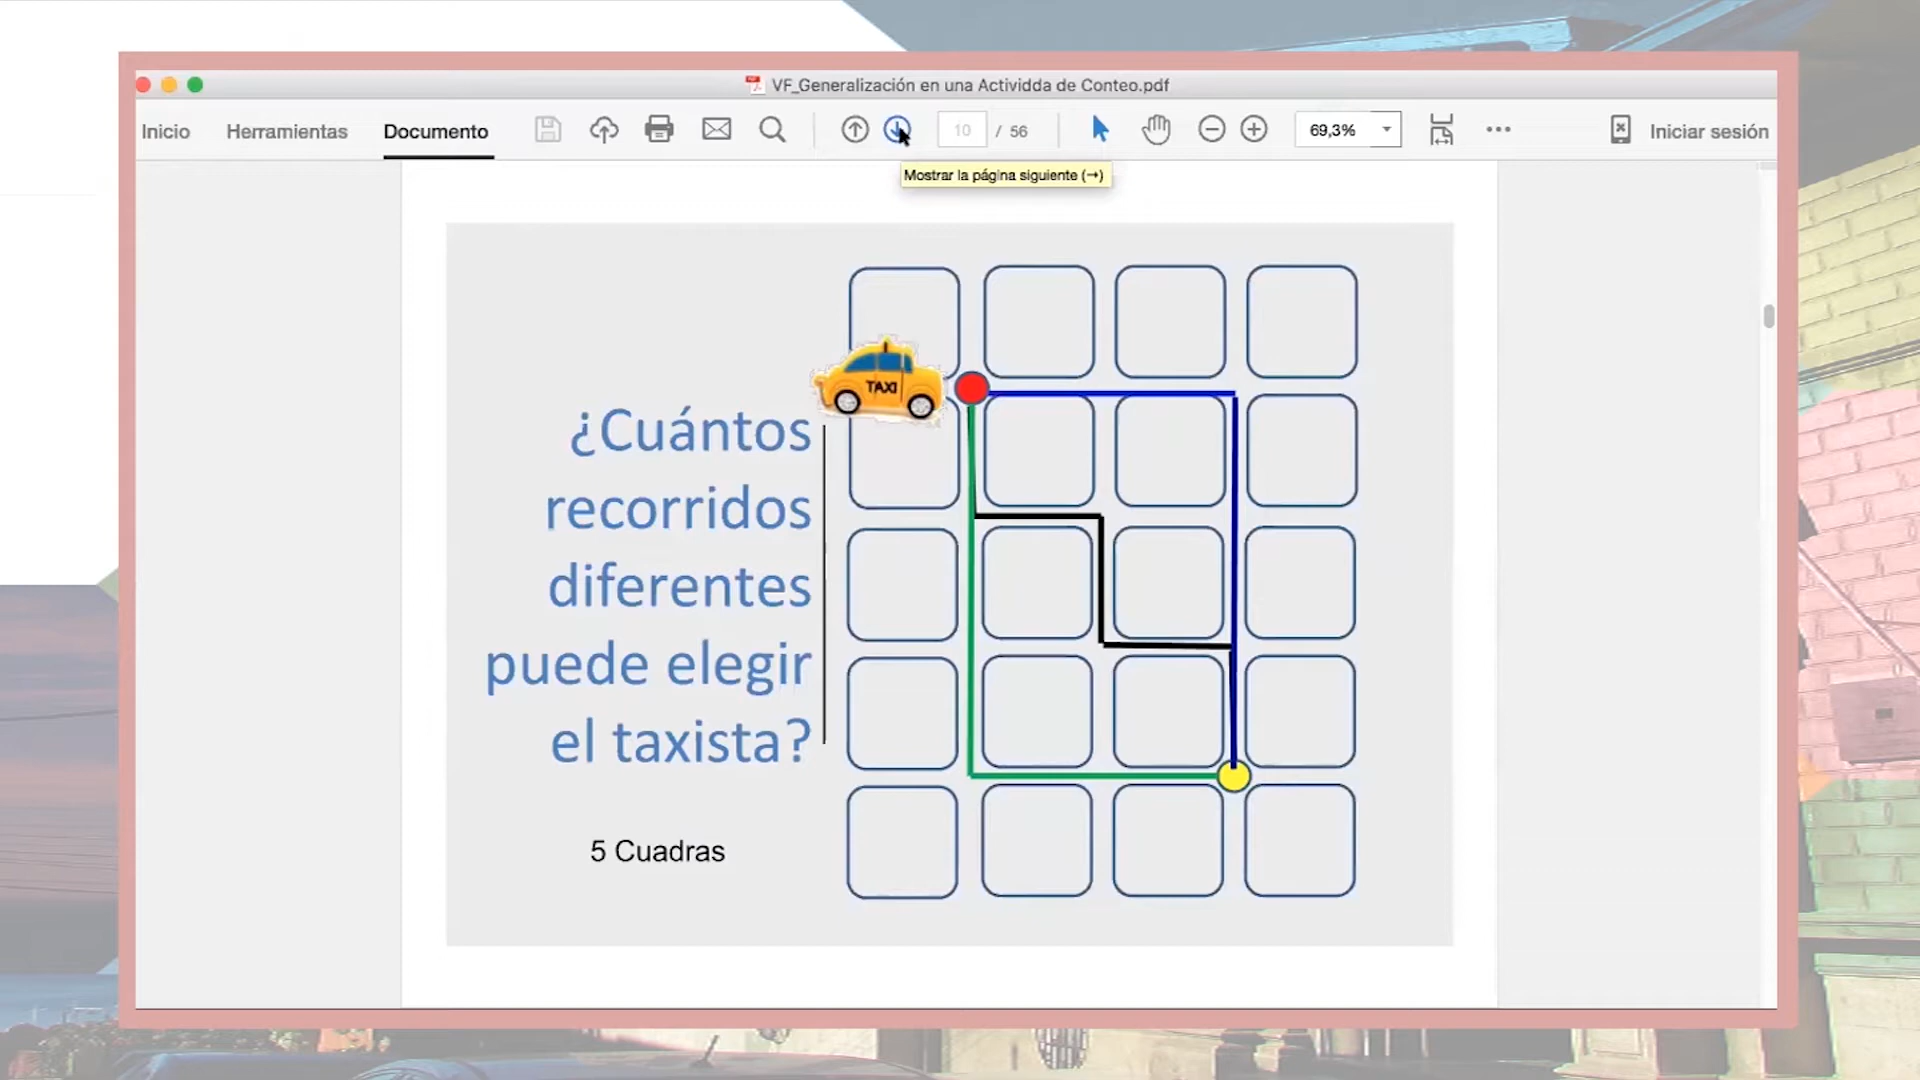 VF_Generalización en una Actividda de Conteo.pdf
Inicio Herramientas Documento 10 / 56 69,3% Iniciar sesión
Mostrar la página siguiente (→)
TAXI
¿Cuántos
recorridos
diferentes
puede elegir
el taxista?
5 Cuadras